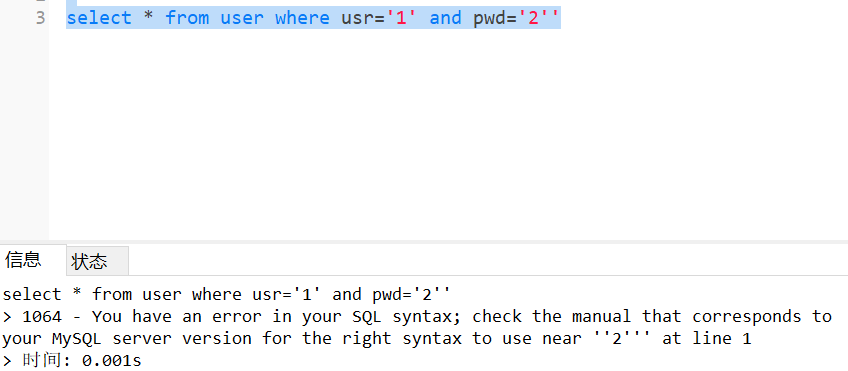 3 select * from user where usr='1' and pwd='2''
信息 状态
select * from user where usr='1' and pwd='2''
> 1064 - You have an error in your SQL syntax; check the manual that corresponds to
your MySQL server version for the right syntax to use near ''2''' at line 1
> 时间: 0.001s